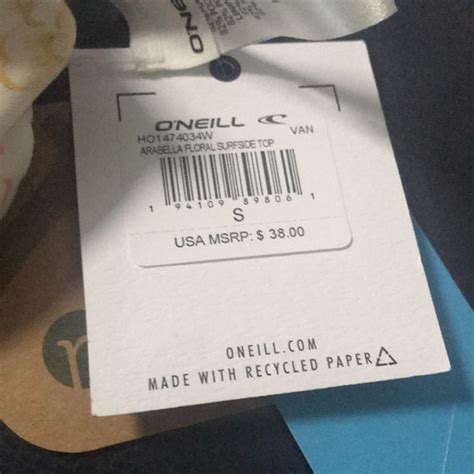 O'NEILL
O'NEILL
HO1474034W VAN
ARABELLA FLORAL SURFSIDE TOP
1 94109 89806 1
S
USA MSRP: $ 38.00
ONEILL.COM
MADE WITH RECYCLED PAPER